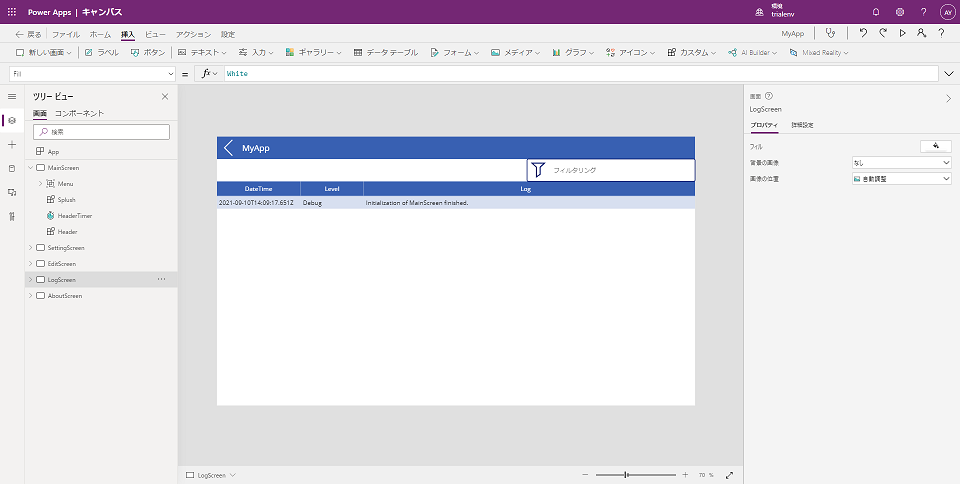 Power Apps | キャンバス
環境
trialenv
AY
戻る ファイル ホーム 挿入 ビュー アクション 設定
MyApp
新しい画面 ラベル ボタン テキスト 入力 ギャラリー データ テーブル フォーム メディア グラフ アイコン カスタム AI Builder Mixed Reality
Fill = fx White
ツリー ビュー
画面 コンポーネント
検索
App
MainScreen
Menu
Splush
HeaderTimer
Header
SettingScreen
EditScreen
LogScreen ...
AboutScreen
MyApp
フィルタリング
DateTime Level Log
2021-09-10T14:09:17.651Z Debug Initialization of MainScreen finished.
LogScreen
70 %
画面
LogScreen
プロパティ 詳細設定
フィル
背景の画像 なし
画像の位置 自動調整